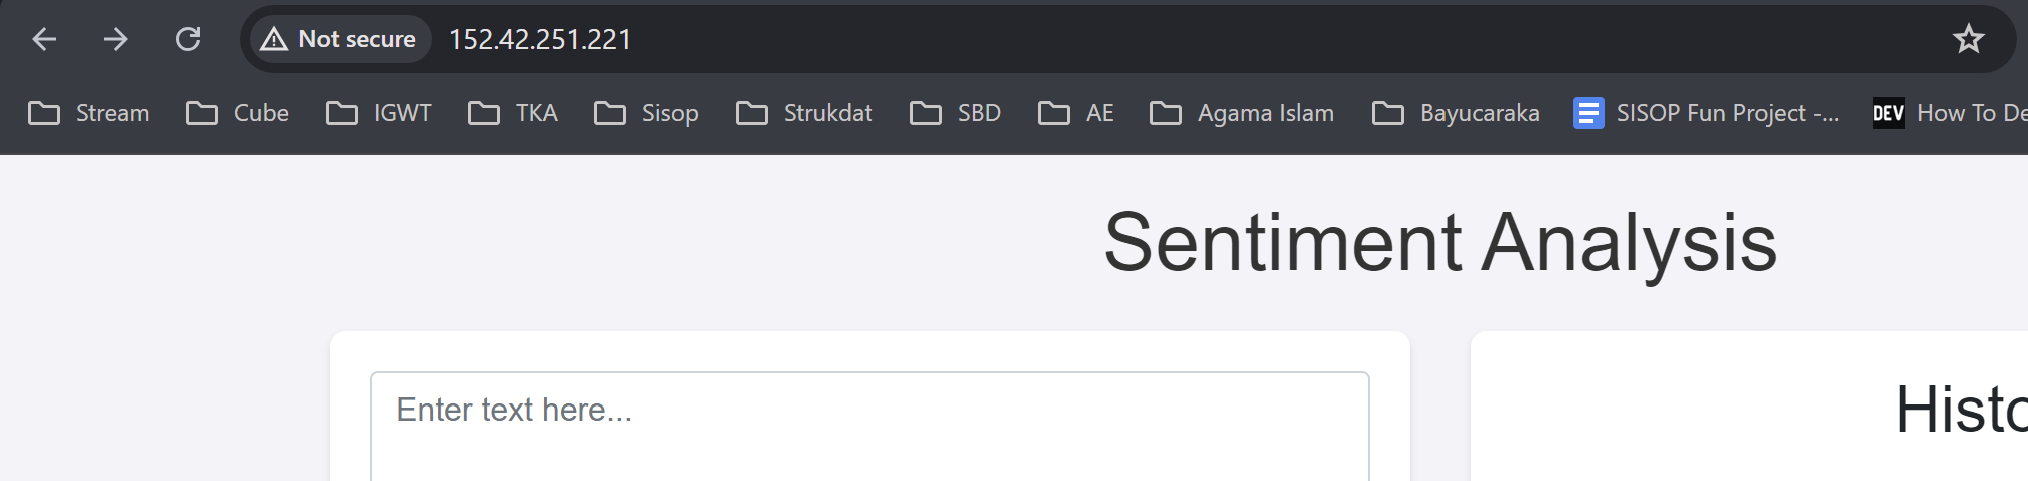 Not secure 152.42.251.221
Stream Cube IGWT TKA Sisop Strukdat SBD AE Agama Islam Bayucaraka SISOP Fun Project -... DEV How To De
Sentiment Analysis
Enter text here...
Histo